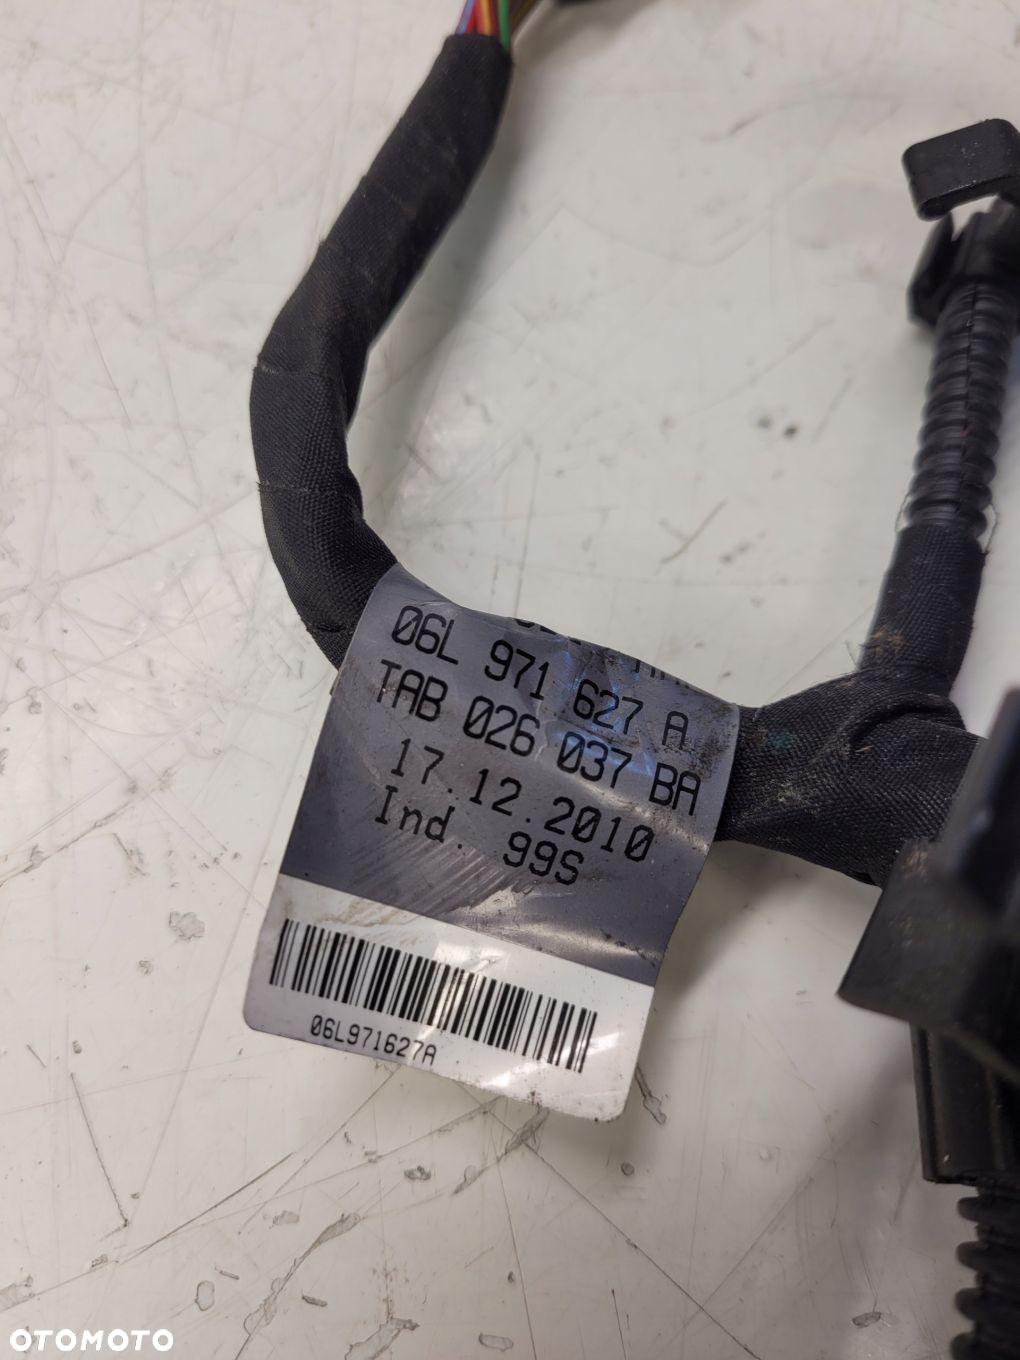 06L 971 627 A
TAB 026 037 BA
17.12.2010
Ind. 99S
06L971627A
OTOMOTO